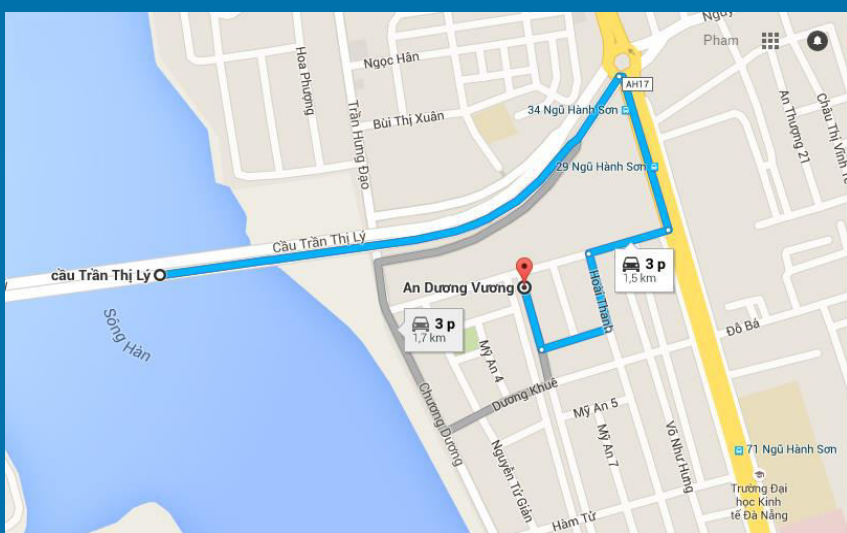 Nguy
Pham
Ngọc Hân
Hoa Phượng
AH17
34 Ngũ Hành Sơn
An Thượng 21
Châu Thị Vĩnh Tế
Bùi Thị Xuân
Trần Hưng Đạo
29 Ngũ Hành Sơn
Cầu Trần Thị Lý
cầu Trần Thị Lý
3 p
1,5 km
An Dương Vương
Hoài Thanh
Sông Hàn
3 p
1,7 km
Đỗ Bá
Mỹ An 4
Chương Dương
Dương Khuê
Mỹ An 5
Mỹ An 7
Võ Như Hưng
Nguyễn Tử Giản
71 Ngũ Hành Sơn
Trường Đại
học Kinh
tế Đà Nẵng
Hàm Tử